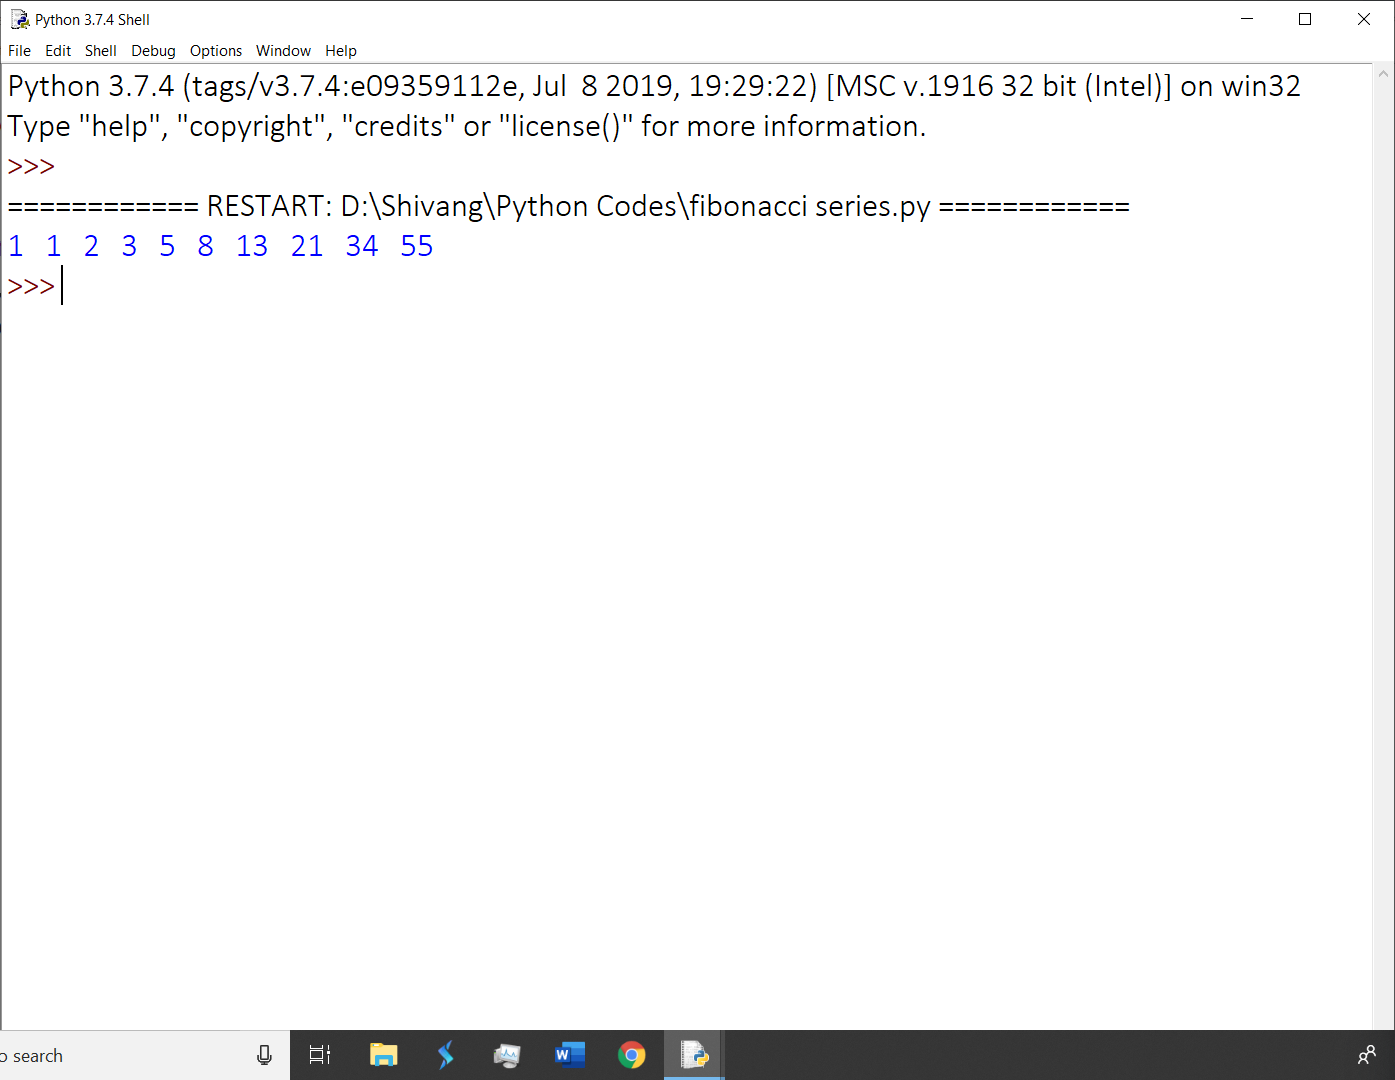 Python 3.7.4 Shell
File Edit Shell Debug Options Window Help
Python 3.7.4 (tags/v3.7.4:e09359112e, Jul  8 2019, 19:29:22) [MSC v.1916 32 bit (Intel)] on win32
Type "help", "copyright", "credits" or "license()" for more information.
>>>
============ RESTART: D:\Shivang\Python Codes\fibonacci series.py ============
1  1  2  3  5  8  13  21  34  55
>>>
o search
W